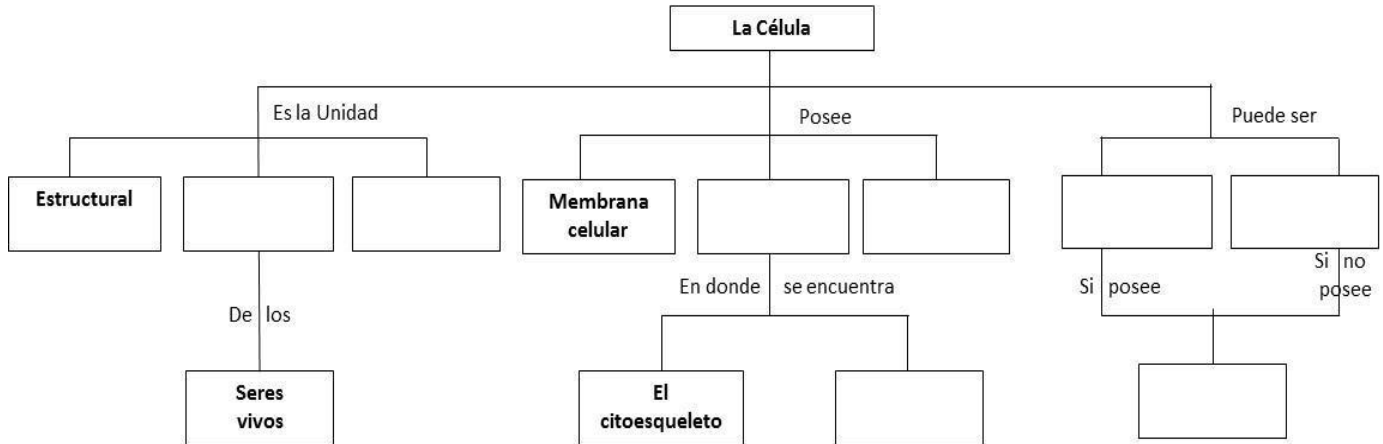 La Célula
Es la Unidad
Posee
Puede ser
Estructural
Membrana
celular
En donde se encuentra
Si posee
Si no
posee
De los
Seres
vivos
El
citoesqueleto